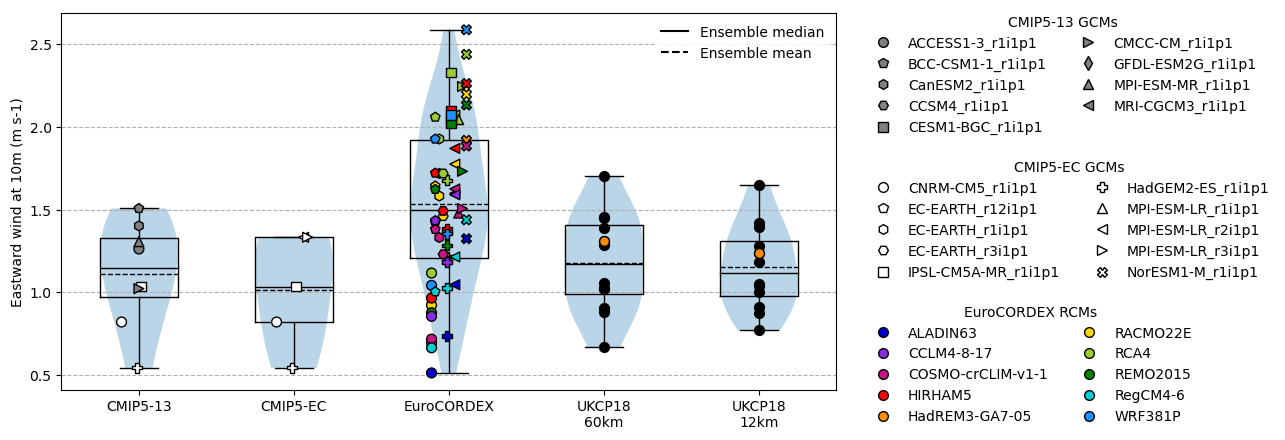 Eastward wind at 10m (m s-1)
2.5
2.0
1.5
1.0
0.5
CMIP5-13
CMIP5-EC
EuroCORDEX
UKCP18
60km
UKCP18
12km
Ensemble median
Ensemble mean
CMIP5-13 GCMs
ACCESS1-3_r1i1p1
BCC-CSM1-1_r1i1p1
CanESM2_r1i1p1
CCSM4_r1i1p1
CESM1-BGC_r1i1p1
CMCC-CM_r1i1p1
GFDL-ESM2G_r1i1p1
MPI-ESM-MR_r1i1p1
MRI-CGCM3_r1i1p1
CMIP5-EC GCMs
CNRM-CM5_r1i1p1
EC-EARTH_r12i1p1
EC-EARTH_r1i1p1
EC-EARTH_r3i1p1
IPSL-CM5A-MR_r1i1p1
HadGEM2-ES_r1i1p1
MPI-ESM-LR_r1i1p1
MPI-ESM-LR_r2i1p1
MPI-ESM-LR_r3i1p1
NorESM1-M_r1i1p1
EuroCORDEX RCMs
ALADIN63
CCLM4-8-17
COSMO-crCLIM-v1-1
HIRHAM5
HadREM3-GA7-05
RACMO22E
RCA4
REMO2015
RegCM4-6
WRF381P